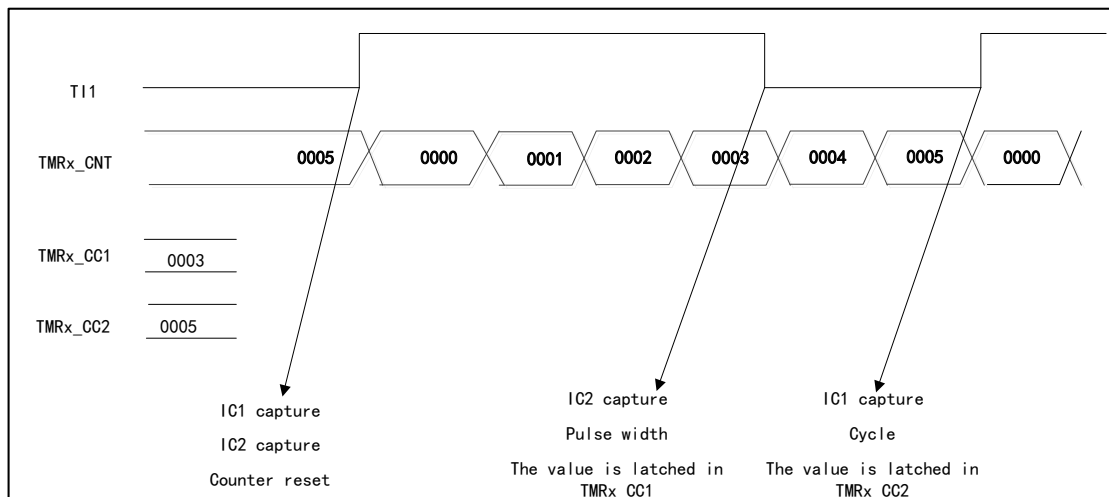 TI1
TMRx_CNT
0005 0000 0001 0002 0003 0004 0005 0000
TMRx_CC1
0003
TMRx_CC2
0005
IC1 capture
IC2 capture
Counter reset
IC2 capture
Pulse width
The value is latched in
TMRx CC1
IC1 capture
Cycle
The value is latched in
TMRx CC2